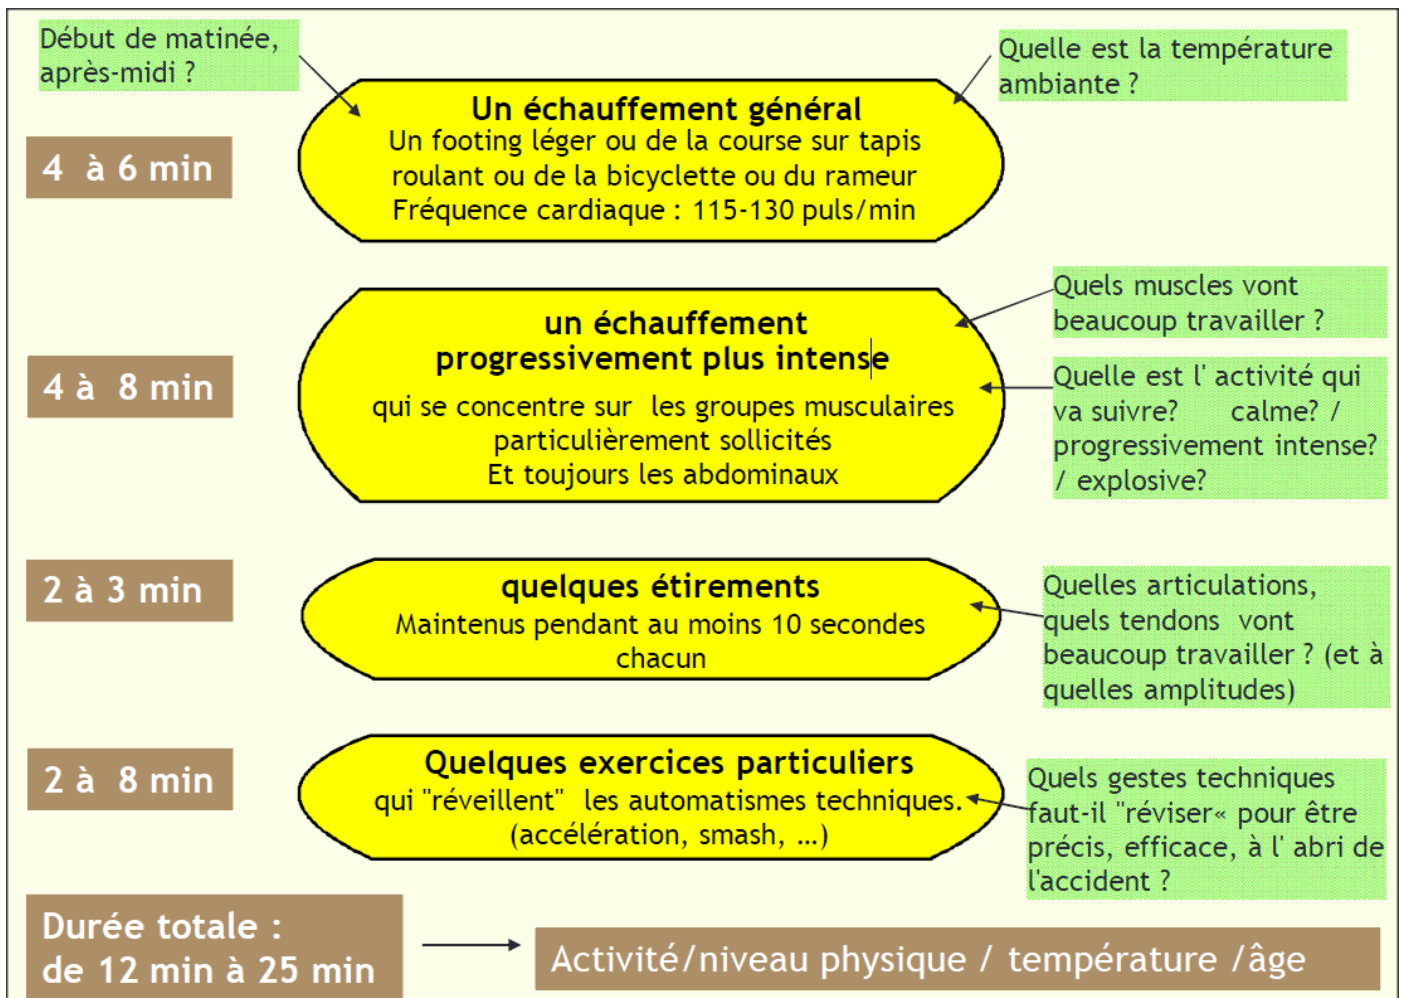 Début de matinée,
après-midi ?
Quelle est la température
ambiante ?
Un échauffement général
Un footing léger ou de la course sur tapis
roulant ou de la bicyclette ou du rameur
Fréquence cardiaque : 115-130 puls/min
4 à 6 min
un échauffement
progressivement plus intense
qui se concentre sur les groupes musculaires
particulièrement sollicités
Et toujours les abdominaux
4 à 8 min
Quels muscles vont
beaucoup travailler ?
Quelle est l' activité qui
va suivre? calme? /
progressivement intense?
/ explosive?
2 à 3 min
quelques étirements
Maintenus pendant au moins 10 secondes
chacun
Quelles articulations,
quels tendons vont
beaucoup travailler ? (et à
quelles amplitudes)
2 à 8 min
Quelques exercices particuliers
qui "réveillent" les automatismes techniques.
(accélération, smash, ...)
Quels gestes techniques
faut-il "réviser« pour être
précis, efficace, à l' abri de
l'accident ?
Durée totale :
de 12 min à 25 min
Activité/niveau physique / température /âge